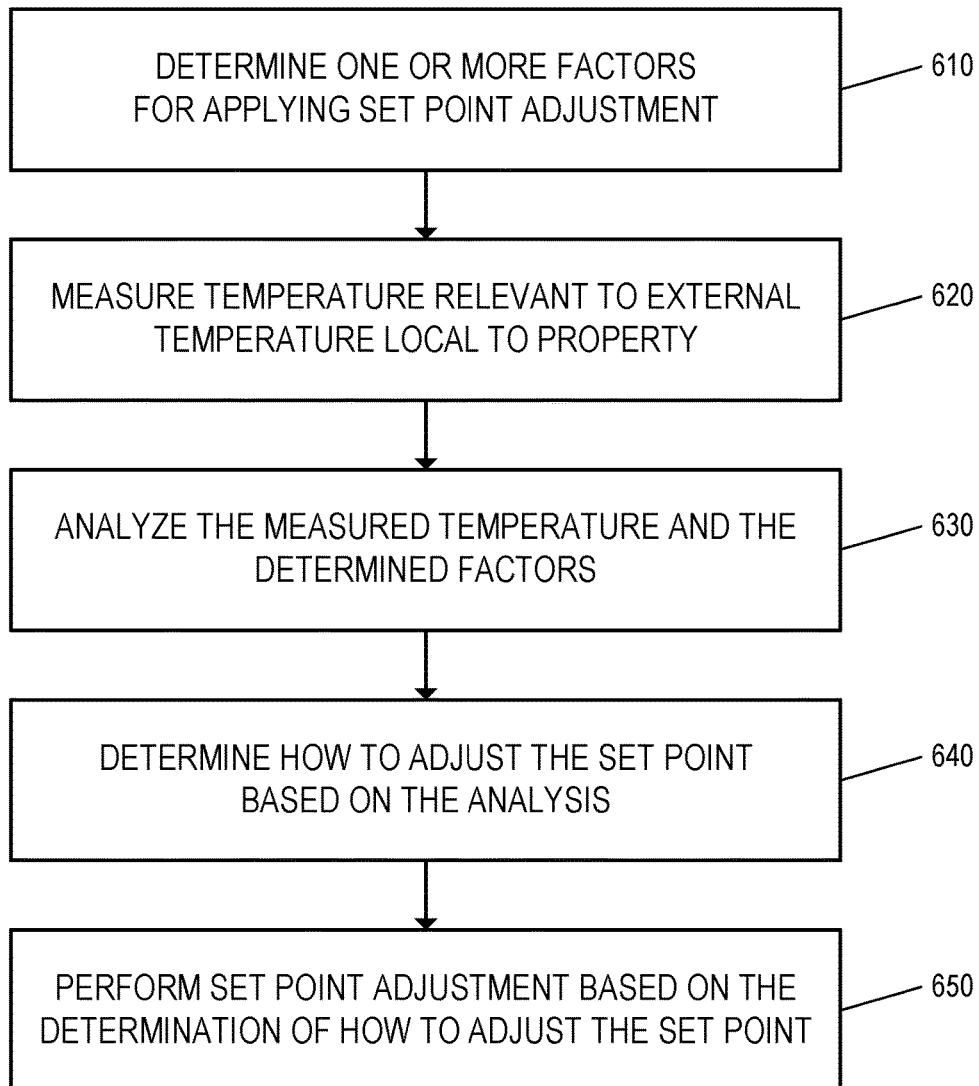 DETERMINE ONE OR MORE FACTORS
FOR APPLYING SET POINT ADJUSTMENT
610
MEASURE TEMPERATURE RELEVANT TO EXTERNAL
TEMPERATURE LOCAL TO PROPERTY
620
ANALYZE THE MEASURED TEMPERATURE AND THE
DETERMINED FACTORS
630
DETERMINE HOW TO ADJUST THE SET POINT
BASED ON THE ANALYSIS
640
PERFORM SET POINT ADJUSTMENT BASED ON THE
DETERMINATION OF HOW TO ADJUST THE SET POINT
650